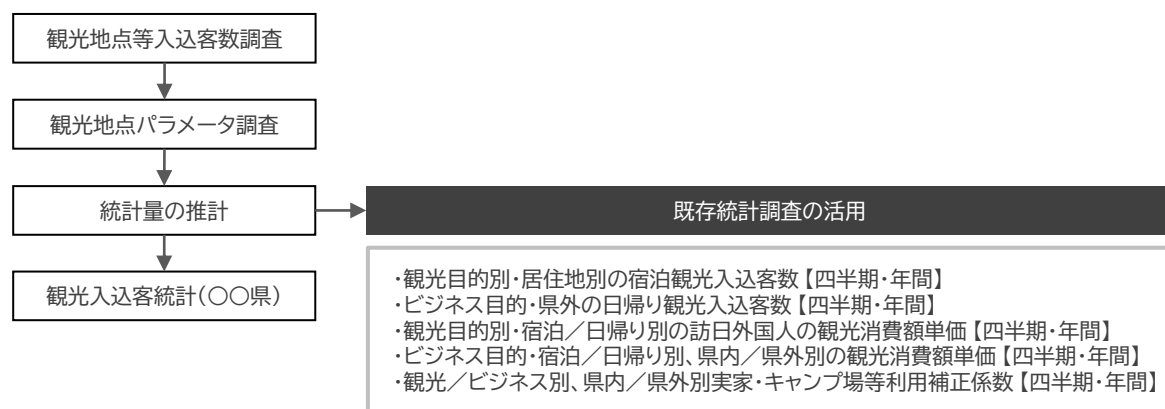 観光地点等入込客数調査
観光地点パラメータ調査
統計量の推計
既存統計調査の活用
観光入込客統計(〇〇県)
・観光目的別・居住地別の宿泊観光入込客数【四半期・年間】
・ビジネス目的・県外の日帰り観光入込客数【四半期・年間】
・観光目的別・宿泊／日帰り別の訪日外国人の観光消費額単価【四半期・年間】
・ビジネス目的・宿泊／日帰り別、県内／県外別の観光消費額単価【四半期・年間】
・観光／ビジネス別、県内／県外別実家・キャンプ場等利用補正係数【四半期・年間】